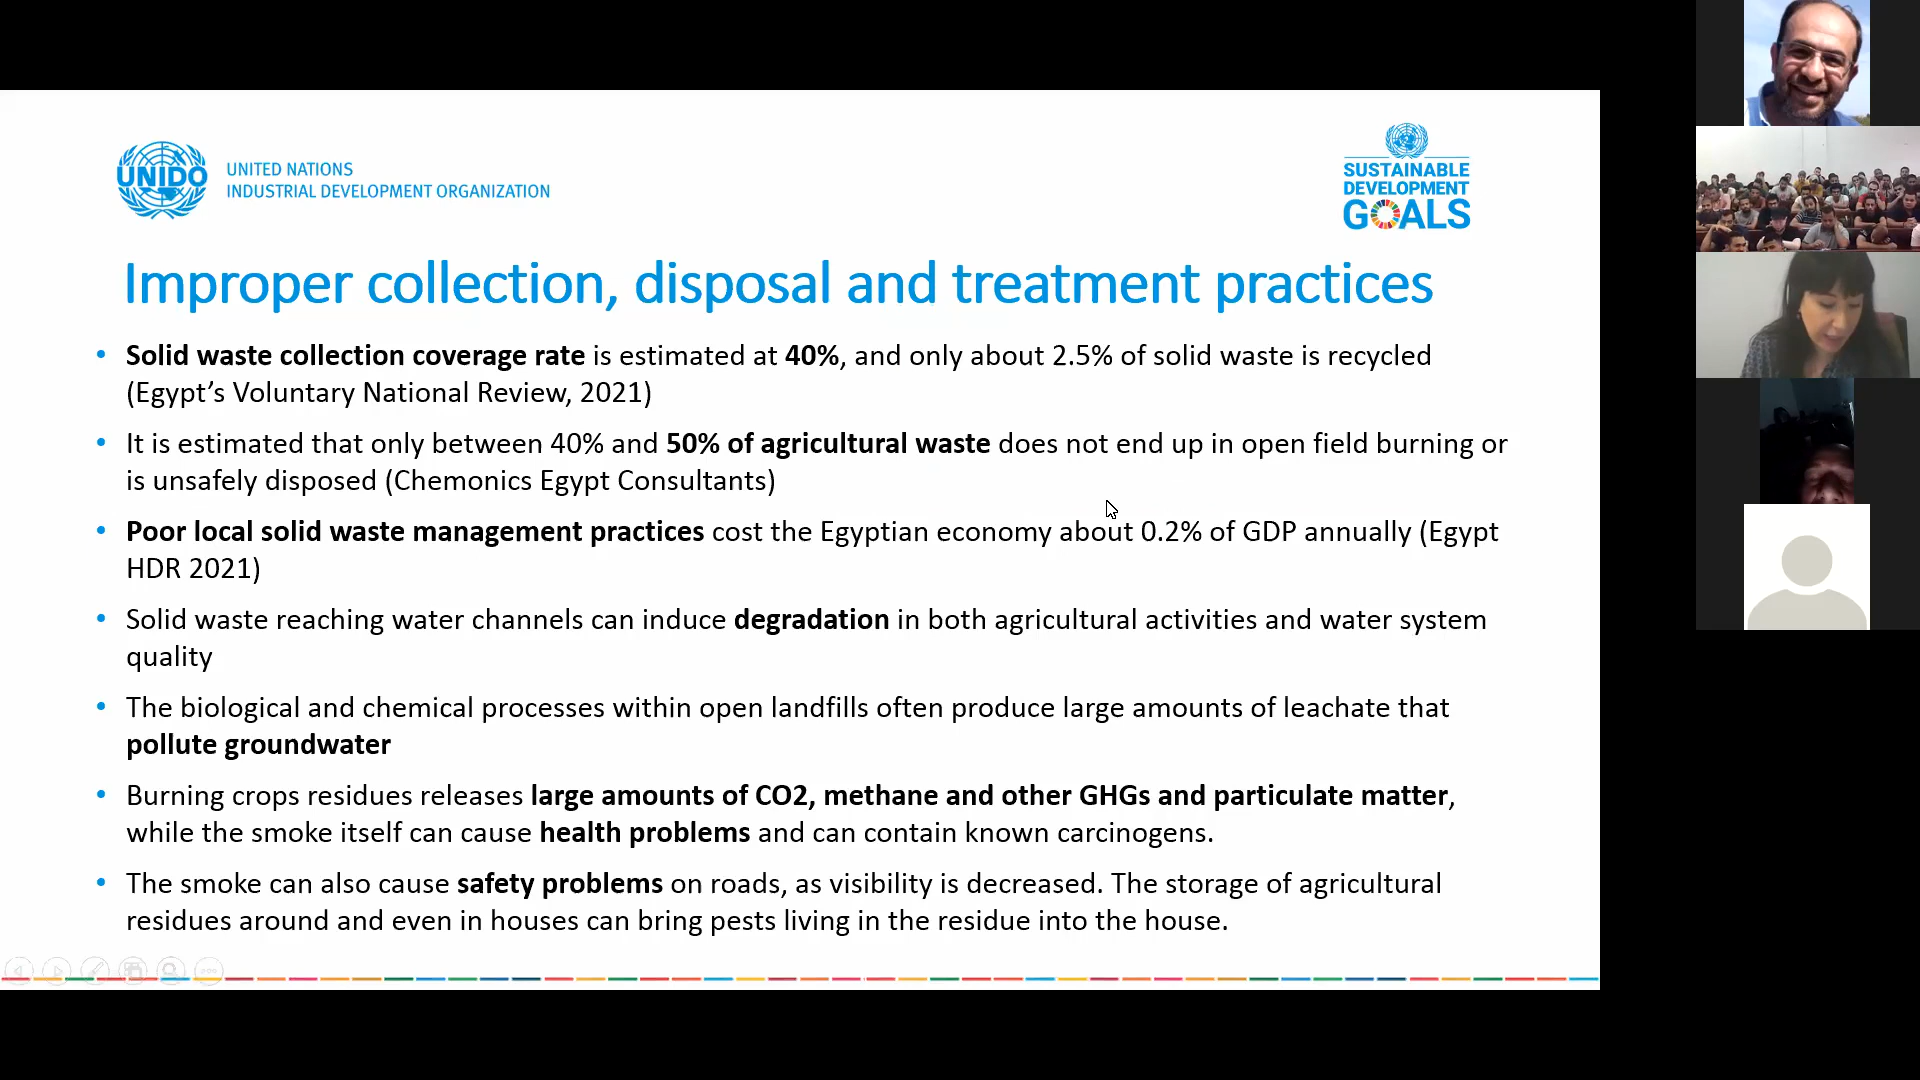 UNIDO
UNITED NATIONS
INDUSTRIAL DEVELOPMENT ORGANIZATION
SUSTAINABLE
DEVELOPMENT
GOALS
Improper collection, disposal and treatment practices
• Solid waste collection coverage rate is estimated at 40%, and only about 2.5% of solid waste is recycled
(Egypt’s Voluntary National Review, 2021)
• It is estimated that only between 40% and 50% of agricultural waste does not end up in open field burning or
is unsafely disposed (Chemonics Egypt Consultants)
• Poor local solid waste management practices cost the Egyptian economy about 0.2% of GDP annually (Egypt
HDR 2021)
• Solid waste reaching water channels can induce degradation in both agricultural activities and water system
quality
• The biological and chemical processes within open landfills often produce large amounts of leachate that
pollute groundwater
• Burning crops residues releases large amounts of CO2, methane and other GHGs and particulate matter,
while the smoke itself can cause health problems and can contain known carcinogens.
• The smoke can also cause safety problems on roads, as visibility is decreased. The storage of agricultural
residues around and even in houses can bring pests living in the residue into the house.